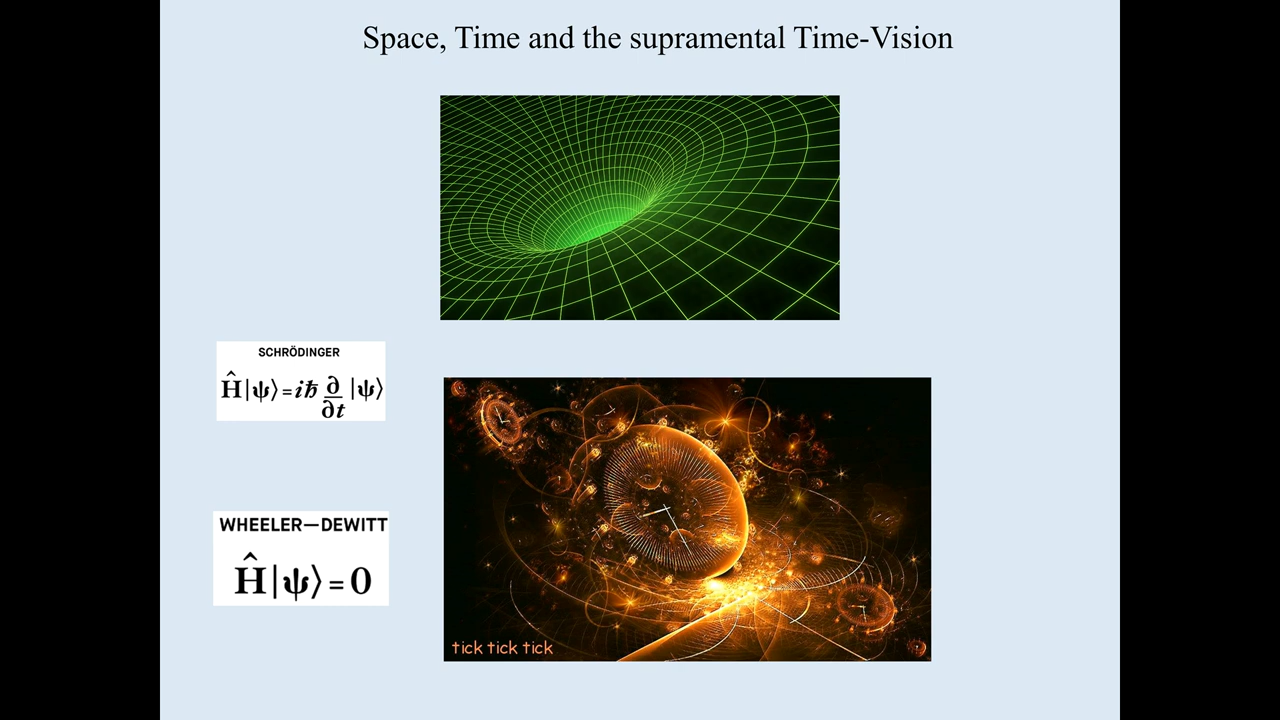 Space, Time and the supramental Time-Vision
SCHRÖDINGER
Ĥ|ψ⟩=iħ ∂/∂t |ψ⟩
WHEELER—DEWITT
Ĥ|ψ⟩=0
tick tick tick